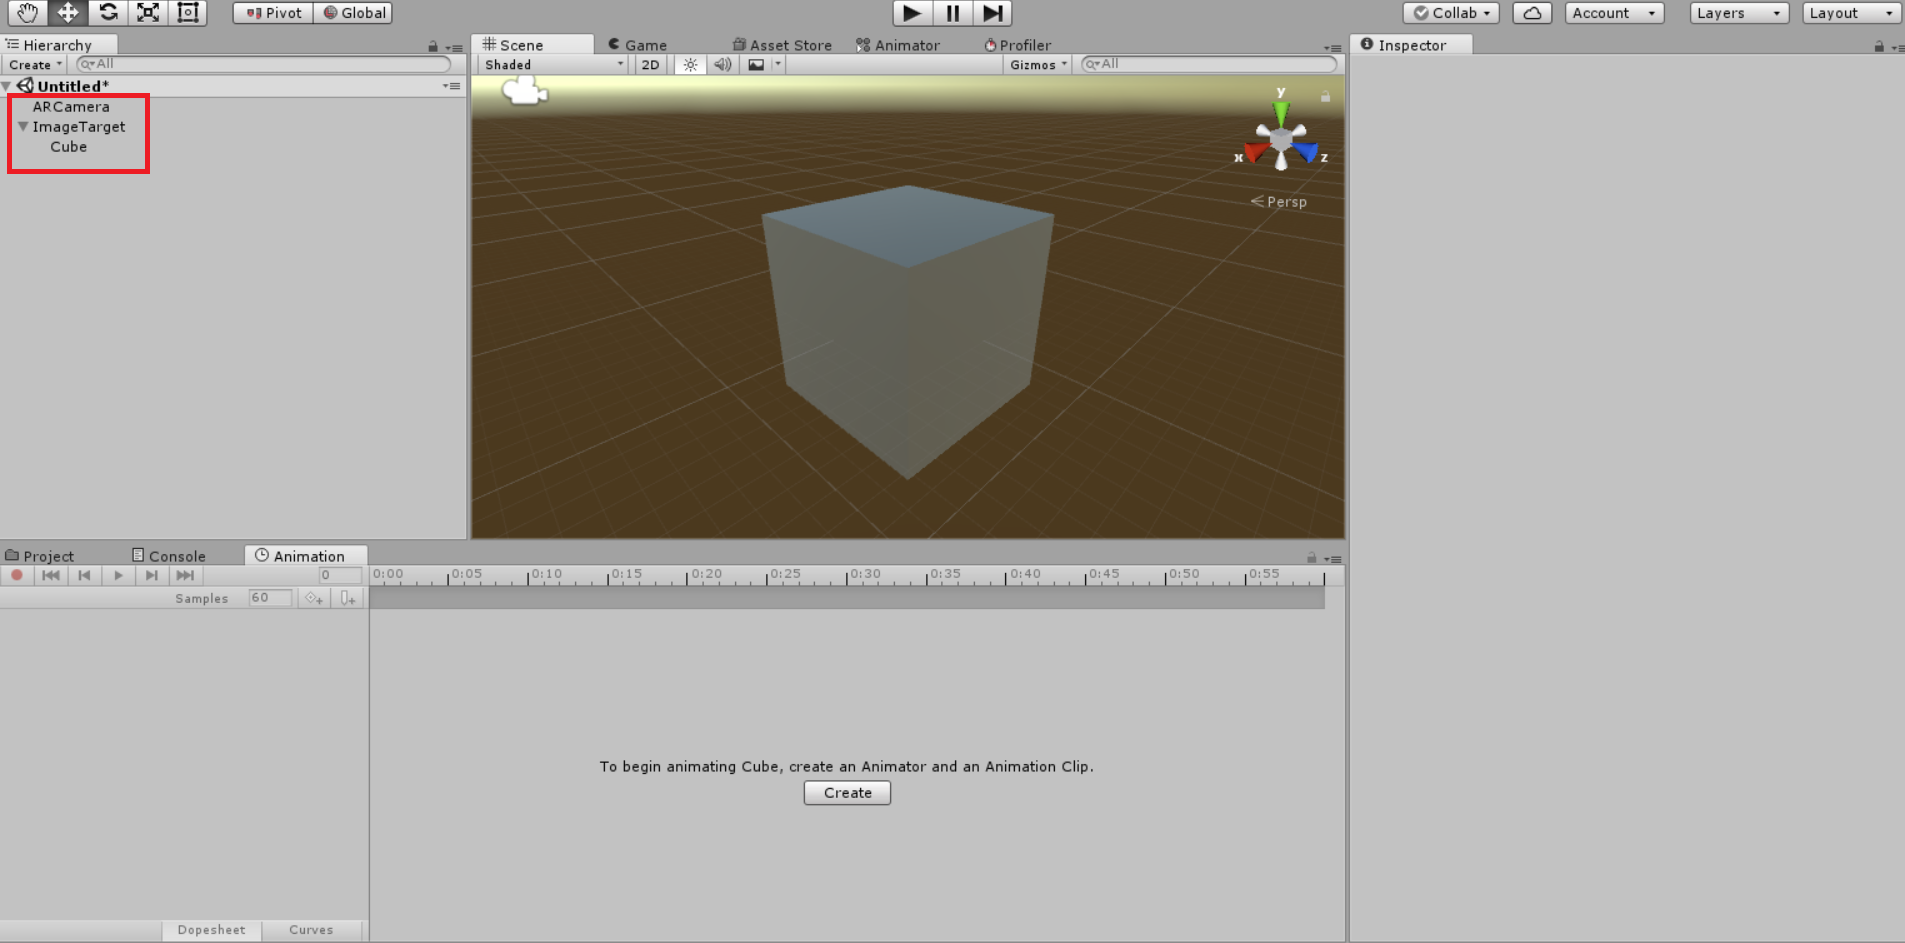 Pivot Global Collab Account Layers Layout
Hierarchy Scene Game Asset Store Animator Profiler Inspector
Create All Shaded 2D Gizmos All
Untitled*
ARCamera
ImageTarget
Cube
y
x z
Persp
Project Console Animation
0 0:00 0:05 0:10 0:15 0:20 0:25 0:30 0:35 0:40 0:45 0:50 0:55
Samples 60
To begin animating Cube, create an Animator and an Animation Clip.
Create
Dopesheet Curves